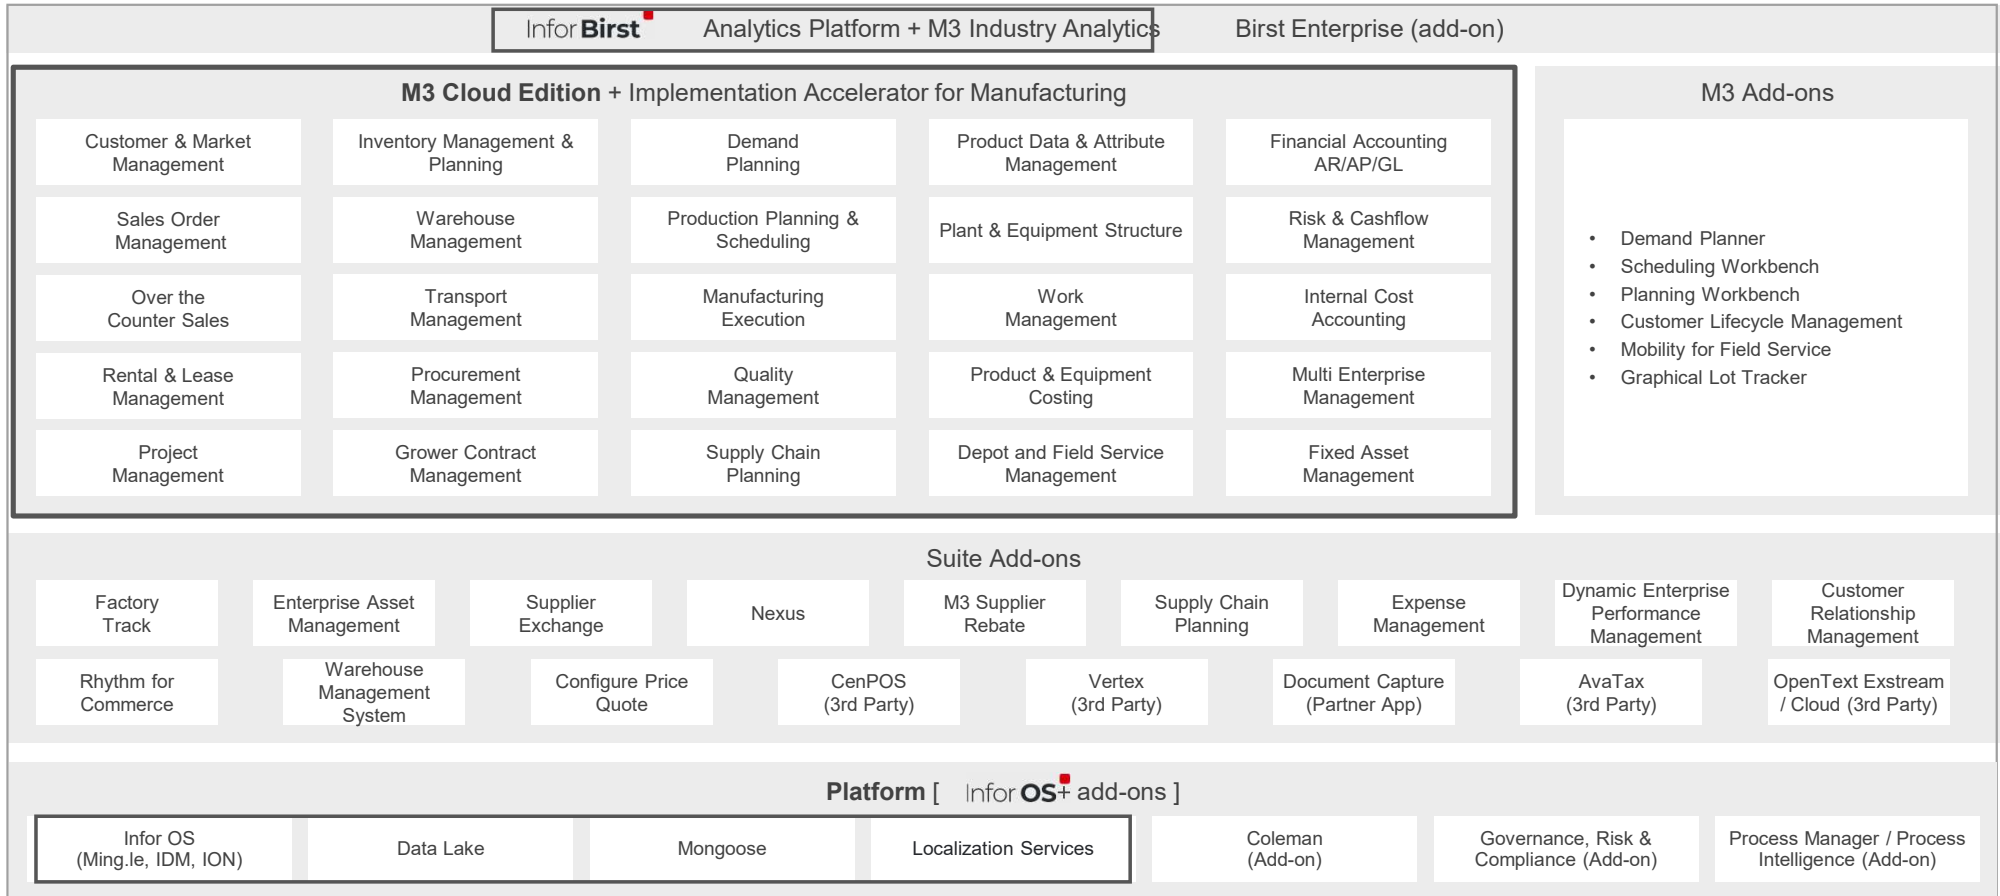 Infor Birst Analytics Platform + M3 Industry Analytics Birst Enterprise (add-on)
M3 Cloud Edition + Implementation Accelerator for Manufacturing
Customer & Market
Management
Inventory Management &
Planning
Demand
Planning
Product Data & Attribute
Management
Financial Accounting
AR/AP/GL
Sales Order
Management
Warehouse
Management
Production Planning &
Scheduling
Plant & Equipment Structure
Risk & Cashflow
Management
Over the
Counter Sales
Transport
Management
Manufacturing
Execution
Work
Management
Internal Cost
Accounting
Rental & Lease
Management
Procurement
Management
Quality
Management
Product & Equipment
Costing
Multi Enterprise
Management
Project
Management
Grower Contract
Management
Supply Chain
Planning
Depot and Field Service
Management
Fixed Asset
Management
M3 Add-ons
• Demand Planner
• Scheduling Workbench
• Planning Workbench
• Customer Lifecycle Management
• Mobility for Field Service
• Graphical Lot Tracker
Suite Add-ons
Factory
Track
Enterprise Asset
Management
Supplier
Exchange
Nexus
M3 Supplier
Rebate
Supply Chain
Planning
Expense
Management
Dynamic Enterprise
Performance
Management
Customer
Relationship
Management
Rhythm for
Commerce
Warehouse
Management
System
Configure Price
Quote
CenPOS
(3rd Party)
Vertex
(3rd Party)
Document Capture
(Partner App)
AvaTax
(3rd Party)
OpenText Exstream
/ Cloud (3rd Party)
Platform [ Infor OS + add-ons ]
Infor OS
(Ming.le, IDM, ION)
Data Lake
Mongoose
Localization Services
Coleman
(Add-on)
Governance, Risk &
Compliance (Add-on)
Process Manager / Process
Intelligence (Add-on)